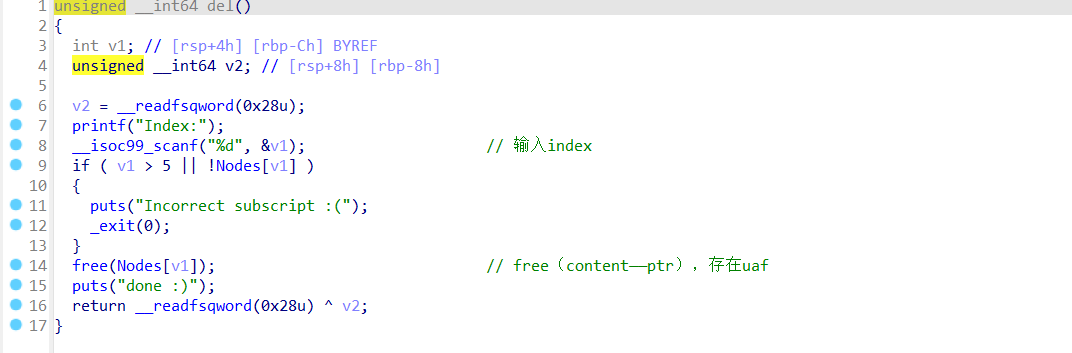 1 unsigned __int64 del()
2 {
3 int v1; // [rsp+4h] [rbp-Ch] BYREF
4 unsigned __int64 v2; // [rsp+8h] [rbp-8h]
5
6 v2 = __readfsqword(0x28u);
7 printf("Index:");
8 __isoc99_scanf("%d", &v1); // 输入index
9 if ( v1 > 5 || !Nodes[v1] )
10 {
11 puts("Incorrect subscript :(");
12 _exit(0);
13 }
14 free(Nodes[v1]); // free（content——ptr），存在uaf
15 puts("done :)");
16 return __readfsqword(0x28u) ^ v2;
17 }